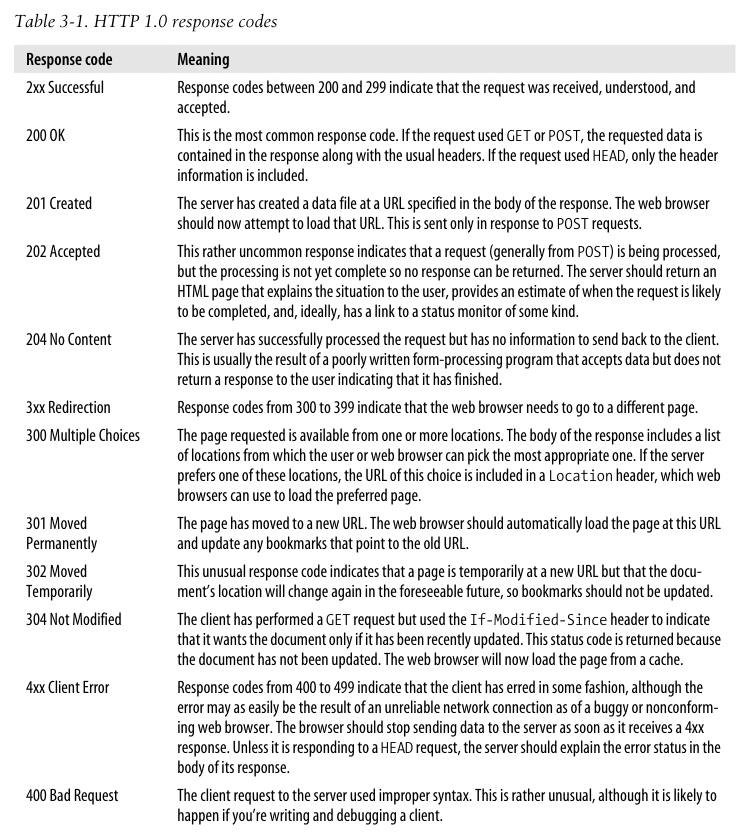 Table 3-1. HTTP 1.0 response codes
Response code Meaning
2xx Successful Response codes between 200 and 299 indicate that the request was received, understood, and
accepted.
200 OK This is the most common response code. If the request used GET or POST, the requested data is
contained in the response along with the usual headers. If the request used HEAD, only the header
information is included.
201 Created The server has created a data file at a URL specified in the body of the response. The web browser
should now attempt to load that URL. This is sent only in response to POST requests.
202 Accepted This rather uncommon response indicates that a request (generally from POST) is being processed,
but the processing is not yet complete so no response can be returned. The server should return an
HTML page that explains the situation to the user, provides an estimate of when the request is likely
to be completed, and, ideally, has a link to a status monitor of some kind.
204 No Content The server has successfully processed the request but has no information to send back to the client.
This is usually the result of a poorly written form-processing program that accepts data but does not
return a response to the user indicating that it has finished.
3xx Redirection Response codes from 300 to 399 indicate that the web browser needs to go to a different page.
300 Multiple Choices The page requested is available from one or more locations. The body of the response includes a list
of locations from which the user or web browser can pick the most appropriate one. If the server
prefers one of these locations, the URL of this choice is included in a Location header, which web
browsers can use to load the preferred page.
301 Moved The page has moved to a new URL. The web browser should automatically load the page at this URL
Permanently and update any bookmarks that point to the old URL.
302 Moved This unusual response code indicates that a page is temporarily at a new URL but that the docu-
Temporarily ment's location will change again in the foreseeable future, so bookmarks should not be updated.
304 Not Modified The client has performed a GET request but used the If-Modified-Since header to indicate
that it wants the document only if it has been recently updated. This status code is returned because
the document has not been updated. The web browser will now load the page from a cache.
4xx Client Error Response codes from 400 to 499 indicate that the client has erred in some fashion, although the
error may as easily be the result of an unreliable network connection as of a buggy or nonconform-
ing web browser. The browser should stop sending data to the server as soon as it receives a 4xx
response. Unless it is responding to a HEAD request, the server should explain the error status in the
body of its response.
400 Bad Request The client request to the server used improper syntax. This is rather unusual, although it is likely to
happen if you're writing and debugging a client.